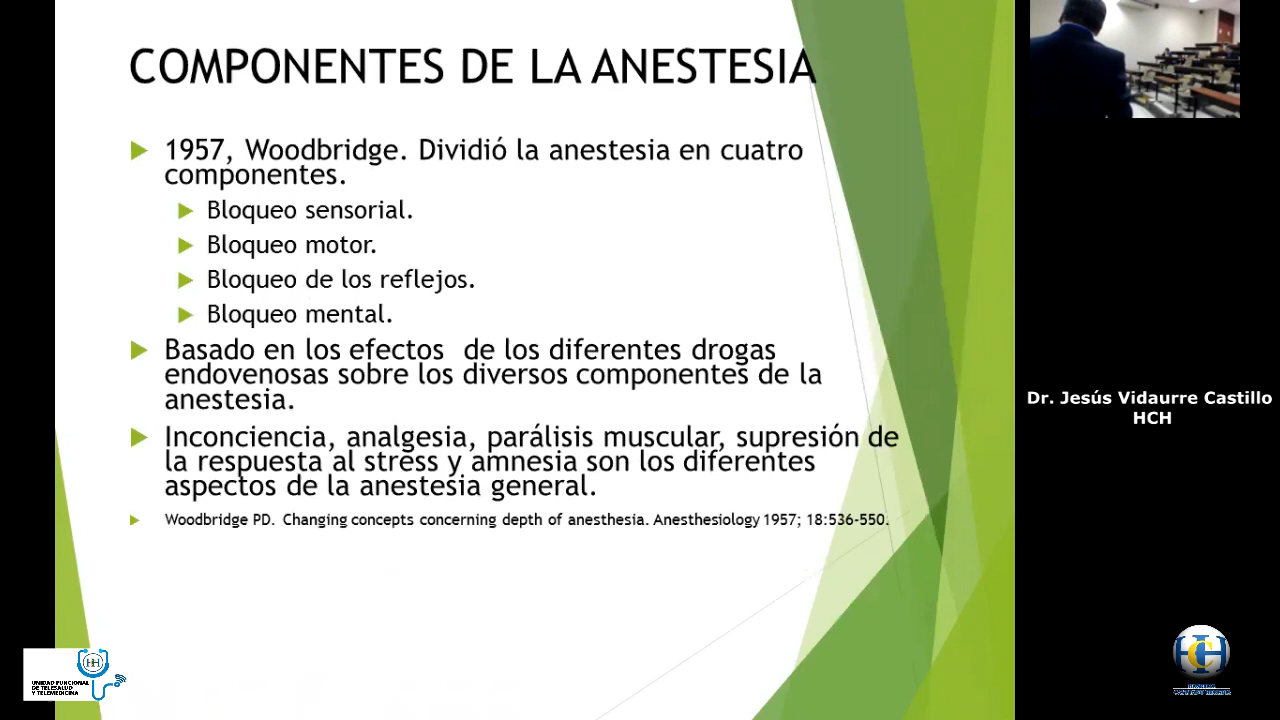 COMPONENTES DE LA ANESTESIA
1957, Woodbridge. Dividió la anestesia en cuatro
componentes.
Bloqueo sensorial.
Bloqueo motor.
Bloqueo de los reflejos.
Bloqueo mental.
Basado en los efectos de los diferentes drogas
endovenosas sobre los diversos componentes de la
anestesia.
Inconciencia, analgesia, parálisis muscular, supresión de
la respuesta al stress y amnesia son los diferentes
aspectos de la anestesia general.
Woodbridge PD. Changing concepts concerning depth of anesthesia. Anesthesiology 1957; 18:536-550.
Dr. Jesús Vidaurre Castillo
HCH
HH
UNIDAD FUNCIONAL
DE TELESALUD
Y TELEMEDICINA